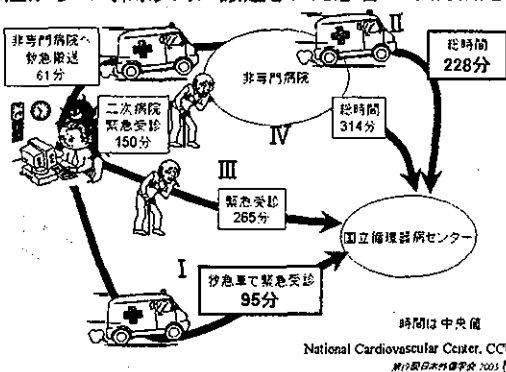 非専門病院へ
救急搬送
61分
II
総時間
228分
非専門病院
二次病院
緊急受診
150分
IV
総時間
314分
III
緊急受診
265分
国立循環器病センター
I
救急車で緊急受診
95分
時間は中央値
National Cardiovascular Center, CCU